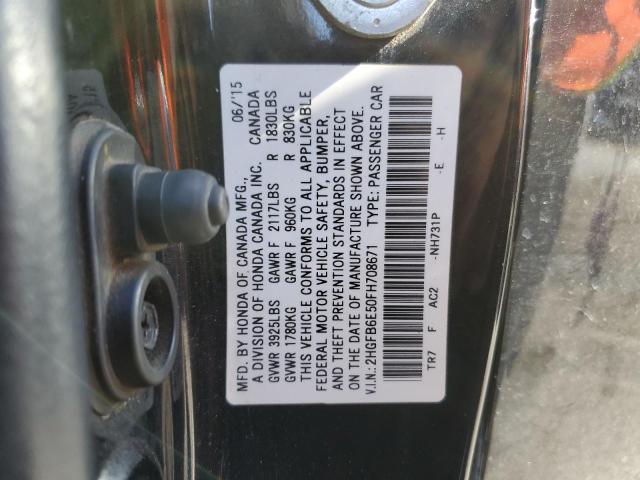 MFD. BY HONDA OF CANADA MFG., 06/'15
A DIVISION OF HONDA CANADA INC. CANADA
GVWR 3925LBS GAWR F 2117LBS R 1830LBS
GVWR 1780KG GAWR F 960KG R 830KG
THIS VEHICLE CONFORMS TO ALL APPLICABLE
FEDERAL MOTOR VEHICLE SAFETY, BUMPER,
AND THEFT PREVENTION STANDARDS IN EFFECT
ON THE DATE OF MANUFACTURE SHOWN ABOVE.
V.I.N.: 2HGFB6E50FH708671 TYPE: PASSENGER CAR
TR7 F AC2 -NH731P -E -H